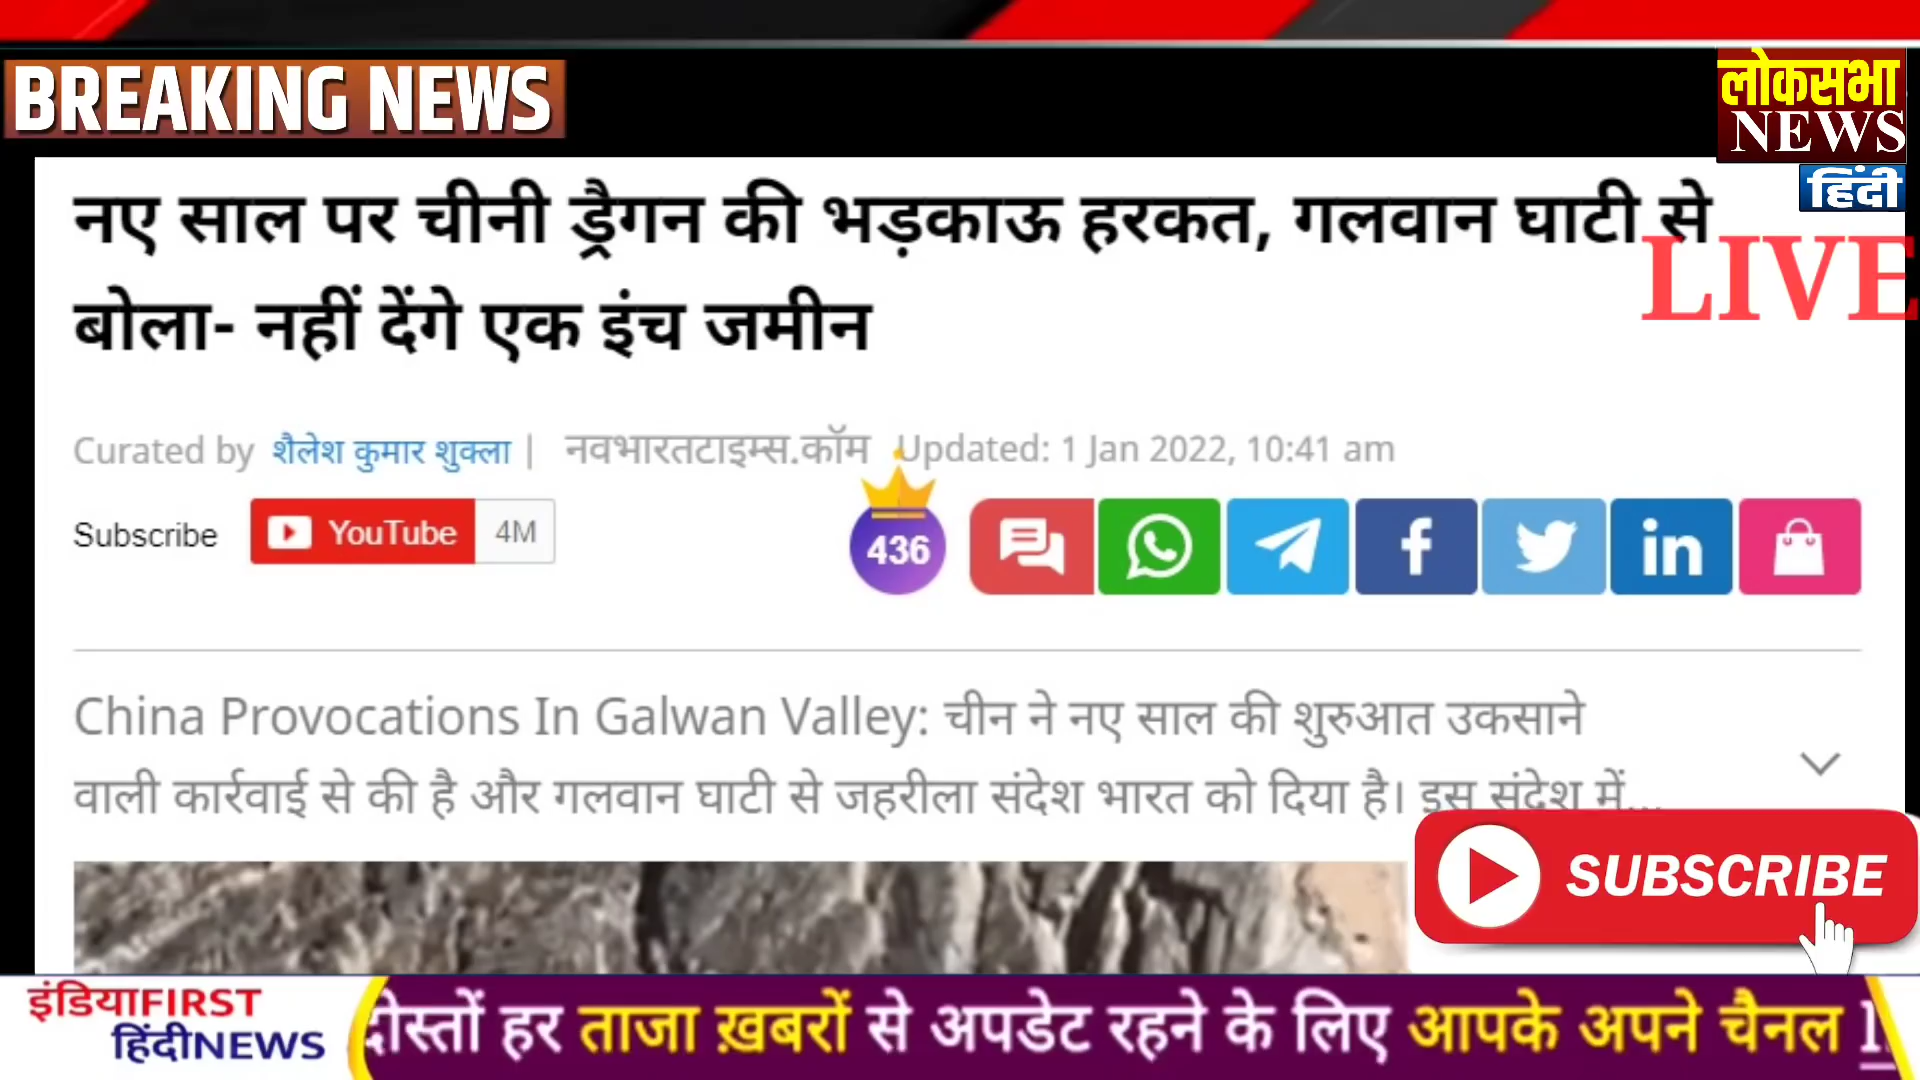 BREAKING NEWS
लोकसभा
NEWS
हिंदी
LIVE
नए साल पर चीनी ड्रैगन की भड़काऊ हरकत, गलवान घाटी से
बोला- नहीं देंगे एक इंच जमीन
Curated by शैलेश कुमार शुक्ला | नवभारतटाइम्स.कॉम Updated: 1 Jan 2022, 10:41 am
Subscribe YouTube 4M
436
China Provocations In Galwan Valley: चीन ने नए साल की शुरुआत उकसाने
वाली कार्रवाई से की है और गलवान घाटी से जहरीला संदेश भारत को दिया है। इस संदेश में...
SUBSCRIBE
इंडियाFIRST
हिंदीNEWS
दोस्तों हर ताजा ख़बरों से अपडेट रहने के लिए आपके अपने चैनल